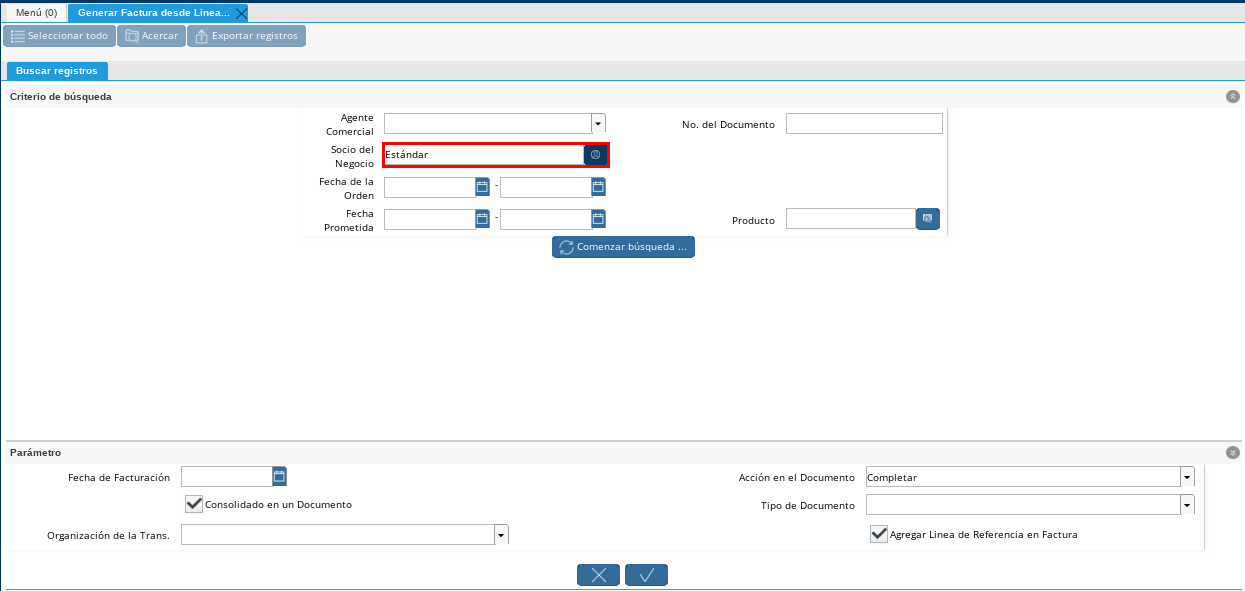 Menú (0)
Generar Factura desde Linea...
Seleccionar todo
Acercar
Exportar registros
Buscar registros
Criterio de búsqueda
Agente
Comercial
No. del Documento
Socio del
Negocio
Estándar
Fecha de la
Orden
-
Fecha
Prometida
-
Producto
Comenzar búsqueda ...
Parámetro
Fecha de Facturación
Acción en el Documento
Completar
Consolidado en un Documento
Tipo de Documento
Organización de la Trans.
Agregar Linea de Referencia en Factura